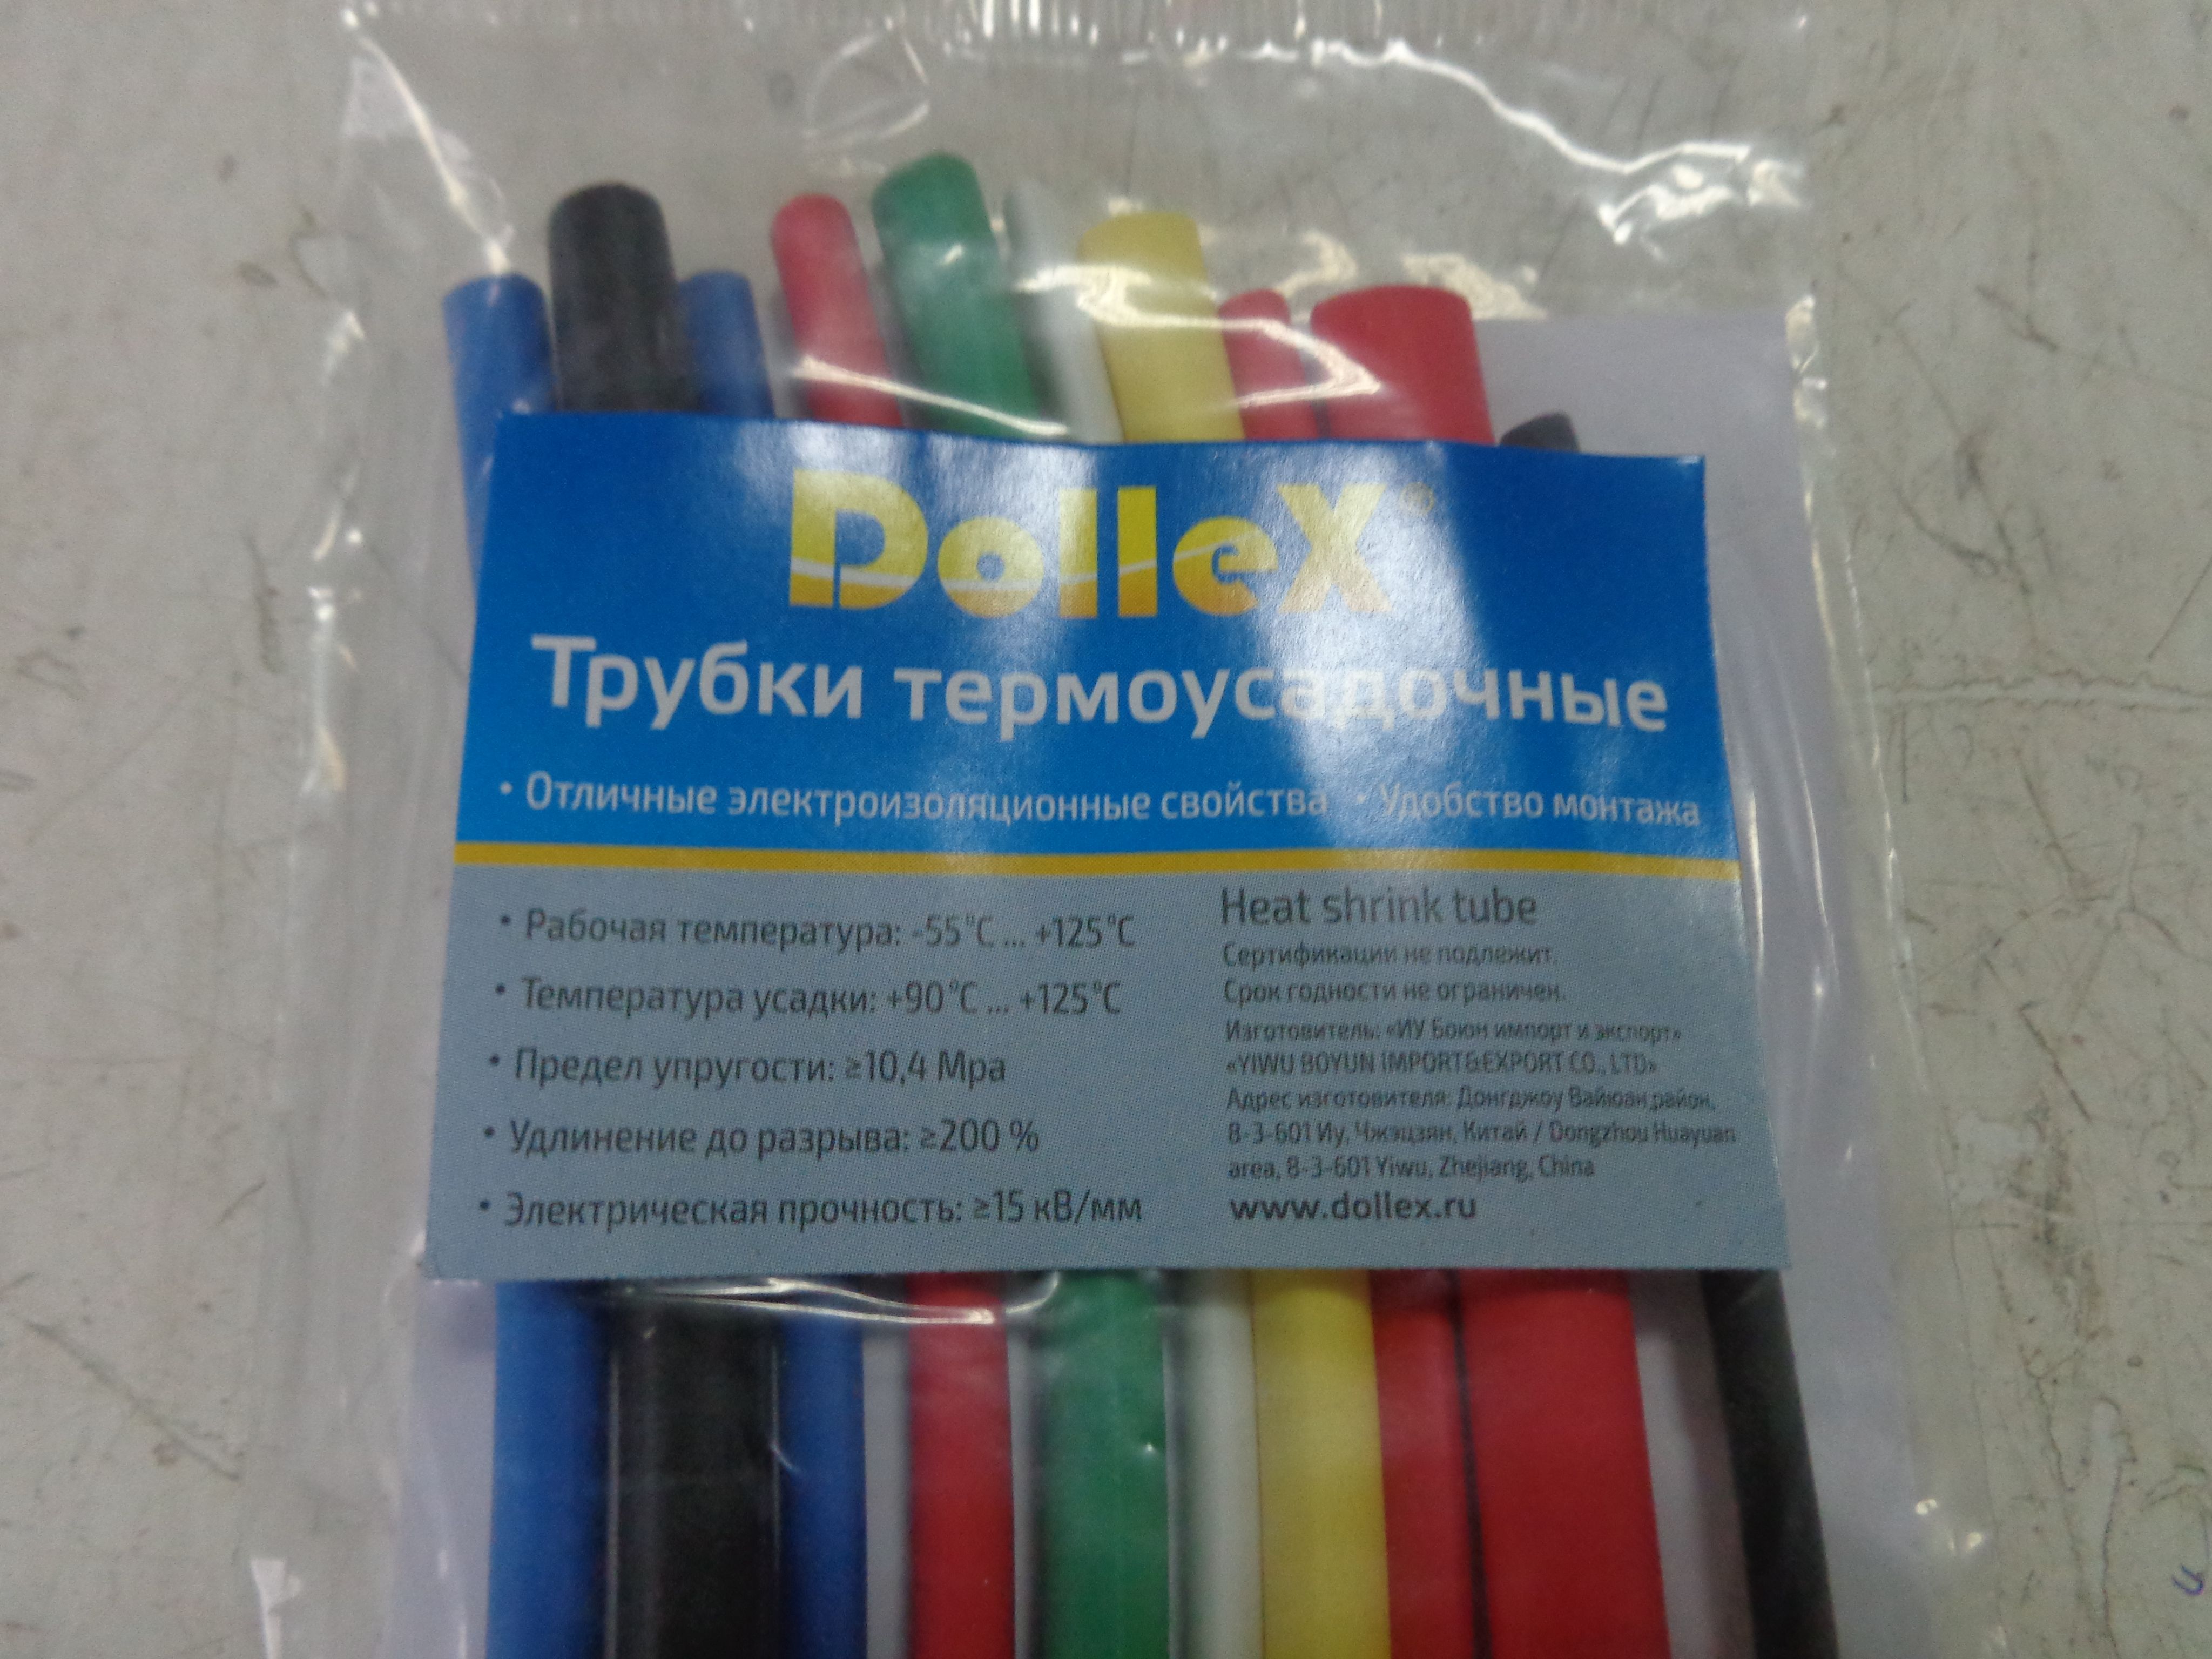 DolleX®
Трубки термоусадочные
• Отличные электроизоляционные свойства • Удобство монтажа
• Рабочая температура: -55°C ... +125°C
• Температура усадки: +90°C ... +125°C
• Предел упругости: ≥10,4 Mpa
• Удлинение до разрыва: ≥200 %
• Электрическая прочность: ≥15 кВ/мм
Heat shrink tube
Сертификации не подлежит.
Срок годности не ограничен.
Изготовитель: «ИУ Боюн импорт и экспорт»
«YIWU BOYUN IMPORT&EXPORT CO., LTD»
Адрес изготовителя: Донгджоу Вайюан район,
8-3-601 Иу, Чжэцзян, Китай / Dongzhou Huayuan
area, 8-3-601 Yiwu, Zhejiang, China
www.dollex.ru